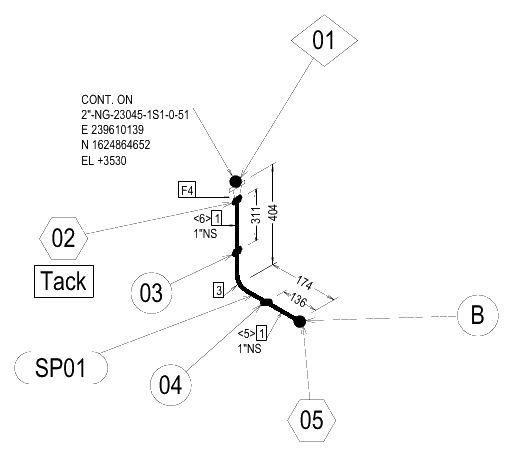 01
CONT. ON
2"-NG-23045-1S1-0-51
E 239610139
N 1624864652
EL +3530
F4
404
311
<6> 1
1"NS
02
Tack
03
3
174
136
B
<5> 1
1"NS
SP01
04
05